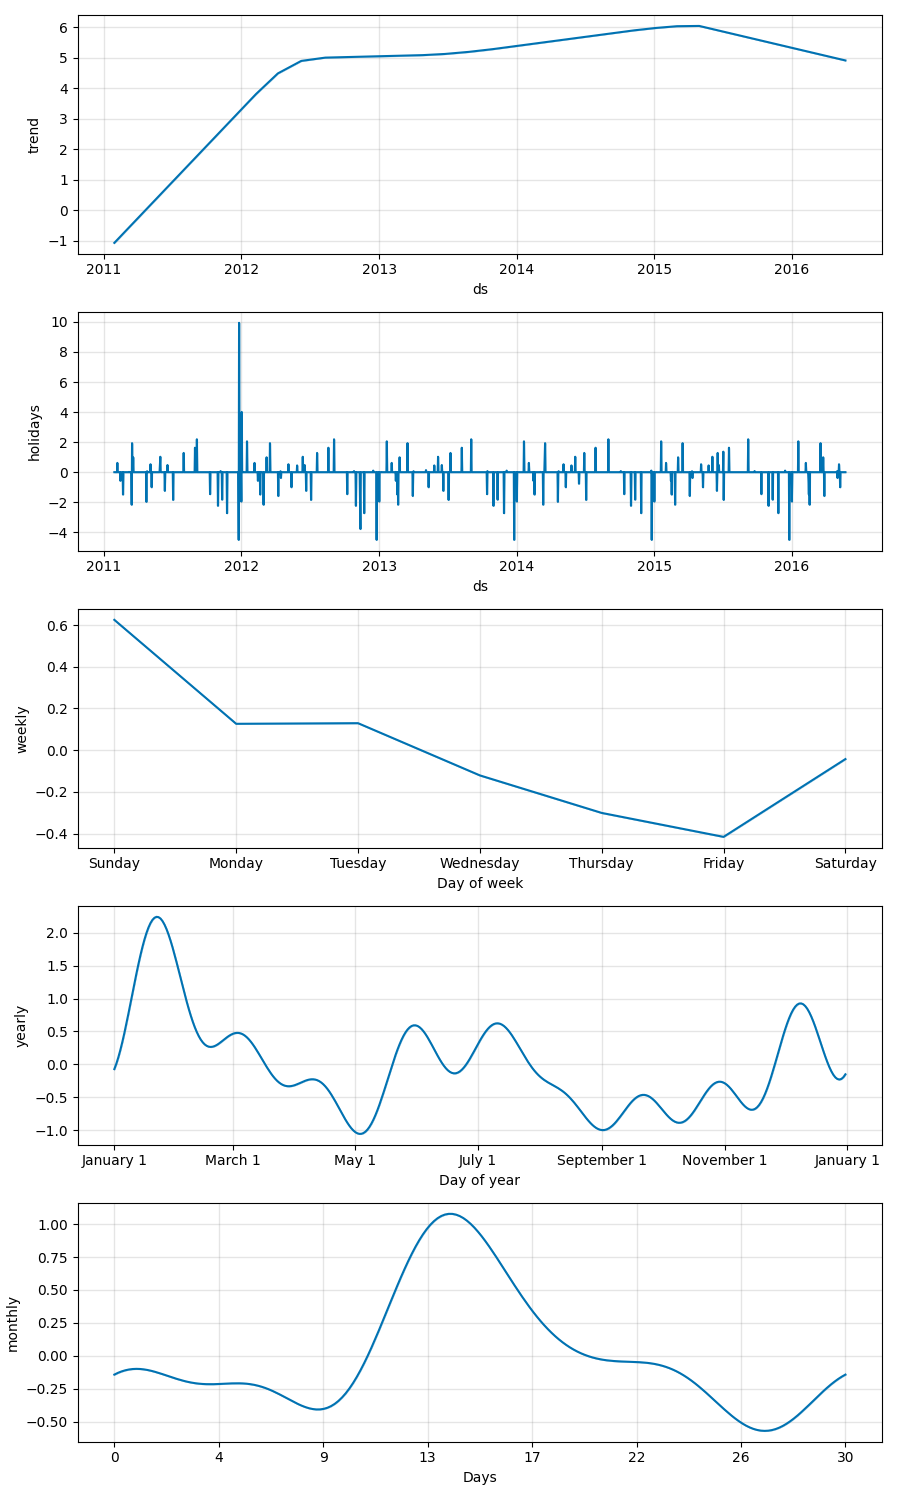 6
5
4
3
2
1
0
−1
trend
2011 2012 2013 2014 2015 2016
ds
10
8
6
4
2
0
−2
−4
holidays
2011 2012 2013 2014 2015 2016
ds
0.6
0.4
0.2
0.0
−0.2
−0.4
weekly
Sunday Monday Tuesday Wednesday Thursday Friday Saturday
Day of week
2.0
1.5
1.0
0.5
0.0
−0.5
−1.0
yearly
January 1 March 1 May 1 July 1 September 1 November 1 January 1
Day of year
1.00
0.75
0.50
0.25
0.00
−0.25
−0.50
monthly
0 4 9 13 17 22 26 30
Days